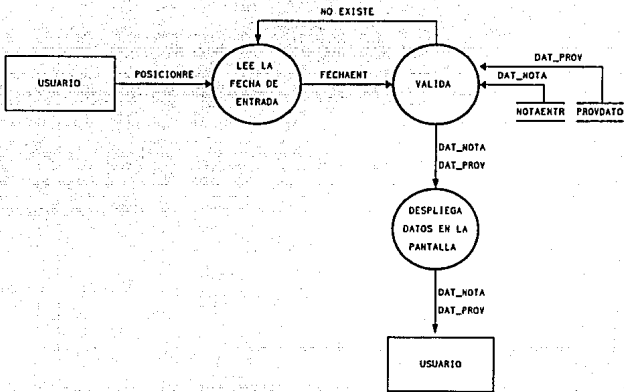 NO EXISTE
USUARIO
POSICIONRE
LEE LA
FECHA DE
ENTRADA
FECHAENT
VALIDA
DAT_PROV
DAT_NOTA
NOTAENTR
PROVDATO
DAT_NOTA
DAT_PROV
DESPLIEGA
DATOS EN LA
PANTALLA
DAT_NOTA
DAT_PROV
USUARIO